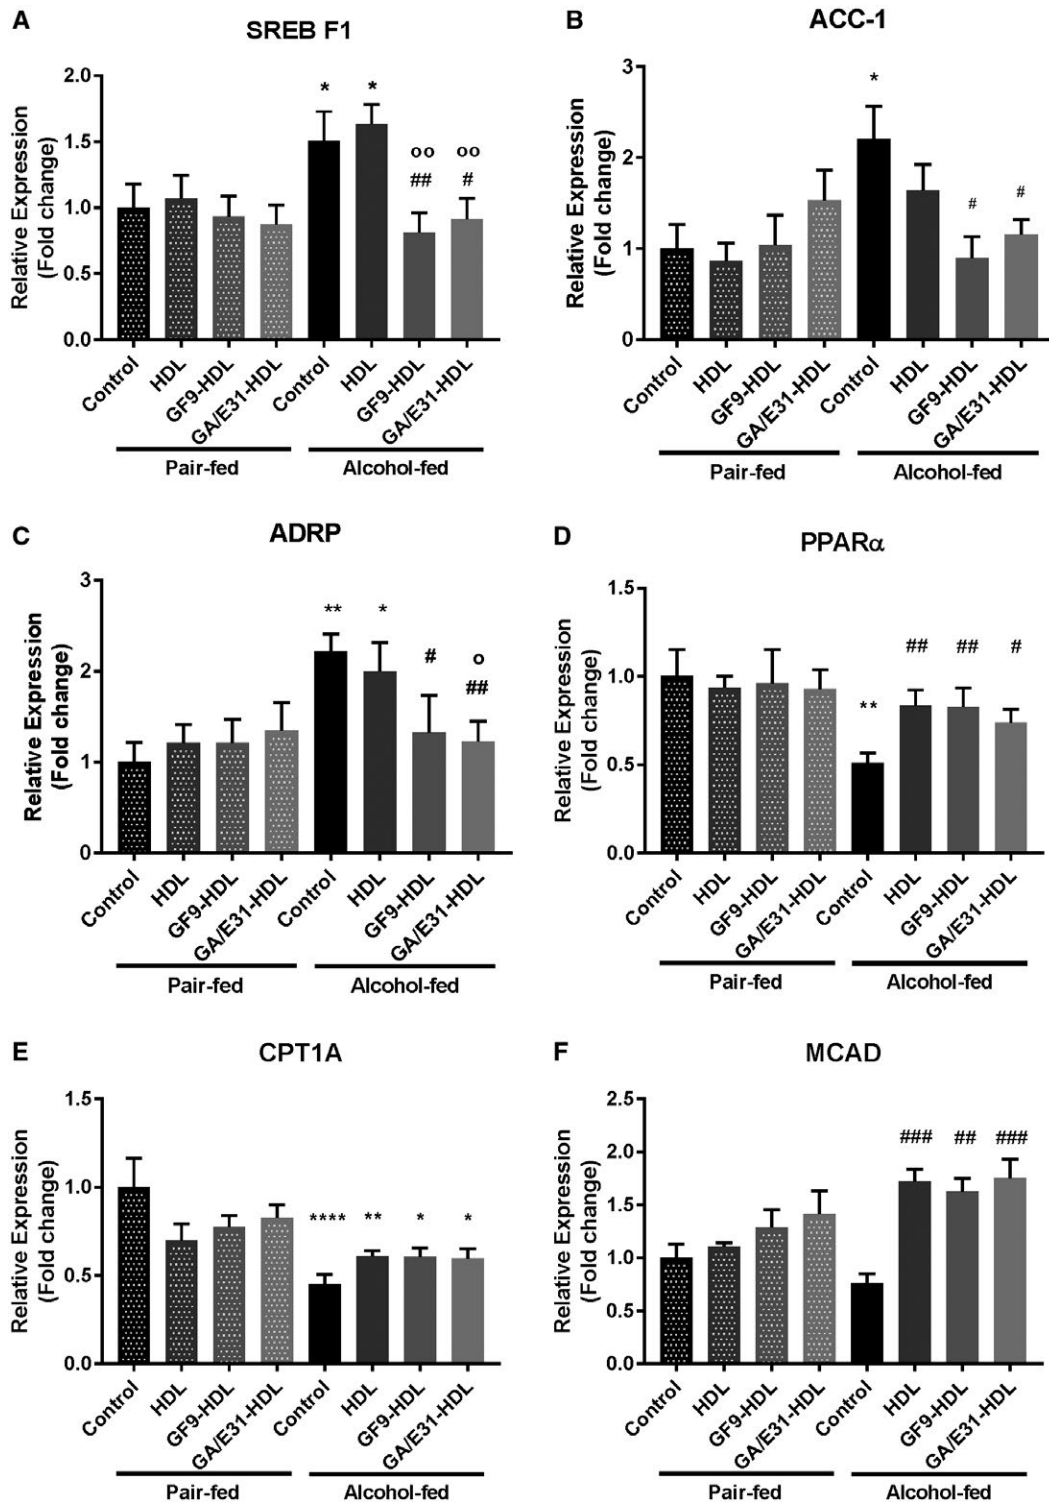 A
SREB F1
Relative Expression
(Fold change)
2.0
1.5
1.0
0.5
0.0
* * oo oo
## #
Control HDL GF9-HDL GA/E31-HDL Control HDL GF9-HDL GA/E31-HDL
Pair-fed Alcohol-fed
B
ACC-1
Relative Expression
(Fold change)
3
2
1
0
* # #
Control HDL GF9-HDL GA/E31-HDL Control HDL GF9-HDL GA/E31-HDL
Pair-fed Alcohol-fed
C
ADRP
Relative Expression
(Fold change)
3
2
1
0
** * # o
##
Control HDL GF9-HDL GA/E31-HDL Control HDL GF9-HDL GA/E31-HDL
Pair-fed Alcohol-fed
D
PPARα
Relative Expression
(Fold change)
1.5
1.0
0.5
0.0
** ## ## #
Control HDL GF9-HDL GA/E31-HDL Control HDL GF9-HDL GA/E31-HDL
Pair-fed Alcohol-fed
E
CPT1A
Relative Expression
(Fold change)
1.5
1.0
0.5
0.0
**** ** * *
Control HDL GF9-HDL GA/E31-HDL Control HDL GF9-HDL GA/E31-HDL
Pair-fed Alcohol-fed
F
MCAD
Relative Expression
(Fold change)
2.5
2.0
1.5
1.0
0.5
0.0
### ## ###
Control HDL GF9-HDL GA/E31-HDL Control HDL GF9-HDL GA/E31-HDL
Pair-fed Alcohol-fed